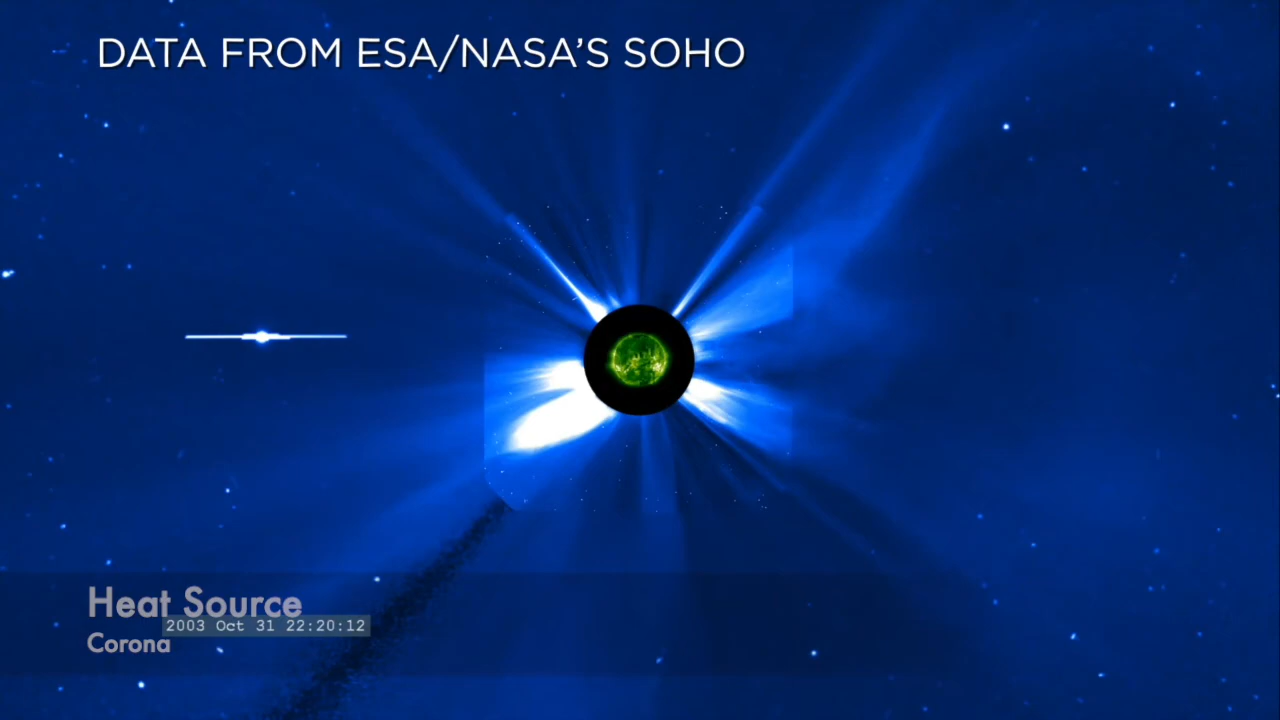 DATA FROM ESA/NASA'S SOHO
Heat Source
2003 Oct 31 22:20:12
Corona